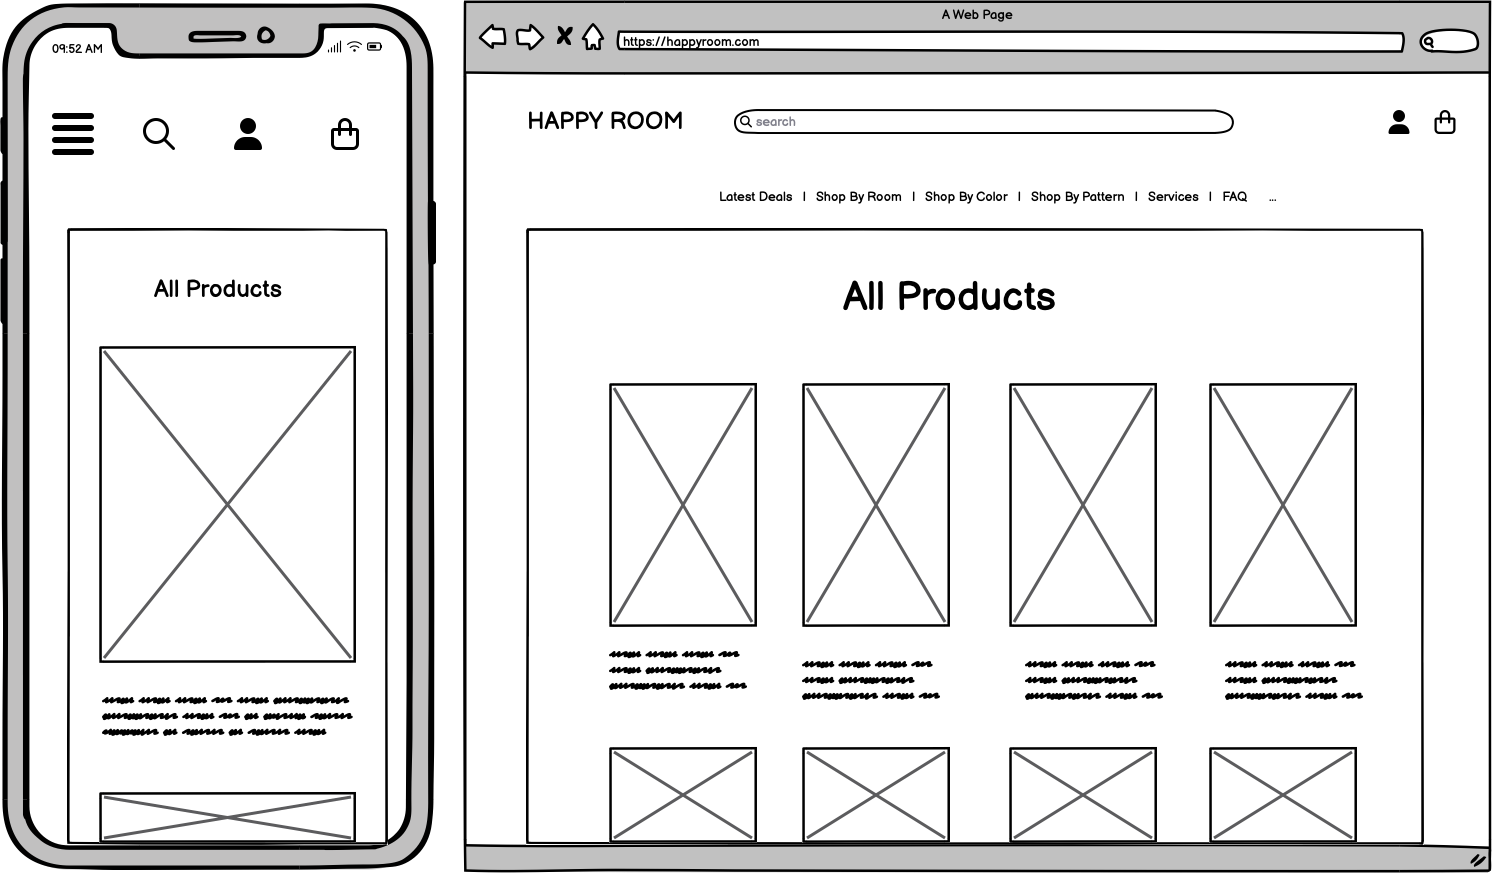 09:52 AM
All Products
A Web Page
https://happyroom.com
HAPPY ROOM
search
Latest Deals | Shop By Room | Shop By Color | Shop By Pattern | Services | FAQ ...
All Products